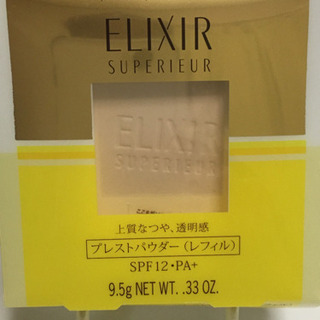 ELIXIR
SUPERIEUR
ELIXIR
SUPERIEUR
上質なつや、透明感
プレストパウダー(レフィル)
SPF12・PA+
9.5g NET WT. .33 OZ.